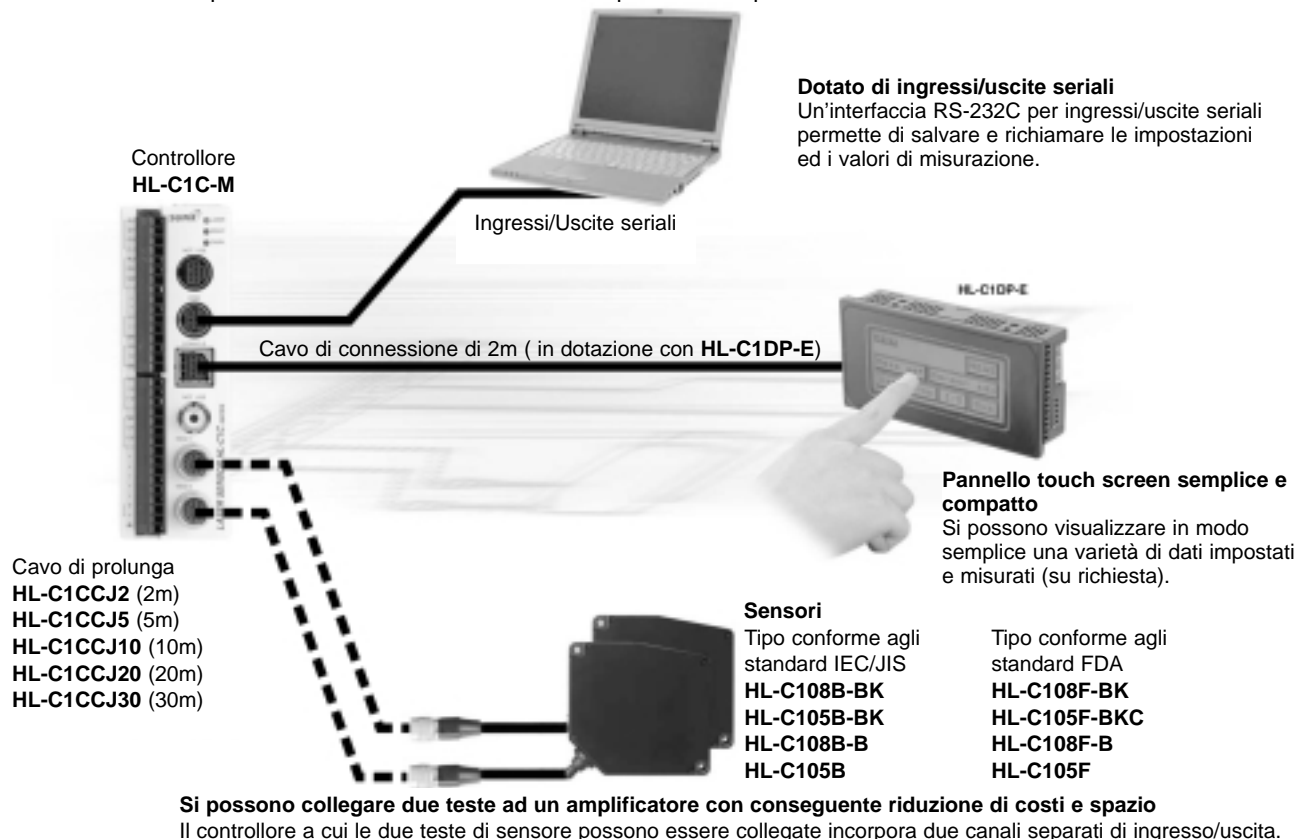 Dotato di ingressi/uscite seriali
Un'interfaccia RS-232C per ingressi/uscite seriali
permette di salvare e richiamare le impostazioni
ed i valori di misurazione.
Controllore
HL-C1C-M
Ingressi/Uscite seriali
HL-C1DP-E
Cavo di connessione di 2m ( in dotazione con HL-C1DP-E)
Pannello touch screen semplice e
compatto
Si possono visualizzare in modo
semplice una varietà di dati impostati
e misurati (su richiesta).
Cavo di prolunga
HL-C1CCJ2 (2m)
HL-C1CCJ5 (5m)
HL-C1CCJ10 (10m)
HL-C1CCJ20 (20m)
HL-C1CCJ30 (30m)
Sensori
Tipo conforme agli
standard IEC/JIS
HL-C108B-BK
HL-C105B-BK
HL-C108B-B
HL-C105B
Tipo conforme agli
standard FDA
HL-C108F-BK
HL-C105F-BKC
HL-C108F-B
HL-C105F
Si possono collegare due teste ad un amplificatore con conseguente riduzione di costi e spazio
Il controllore a cui le due teste di sensore possono essere collegate incorpora due canali separati di ingresso/uscita.